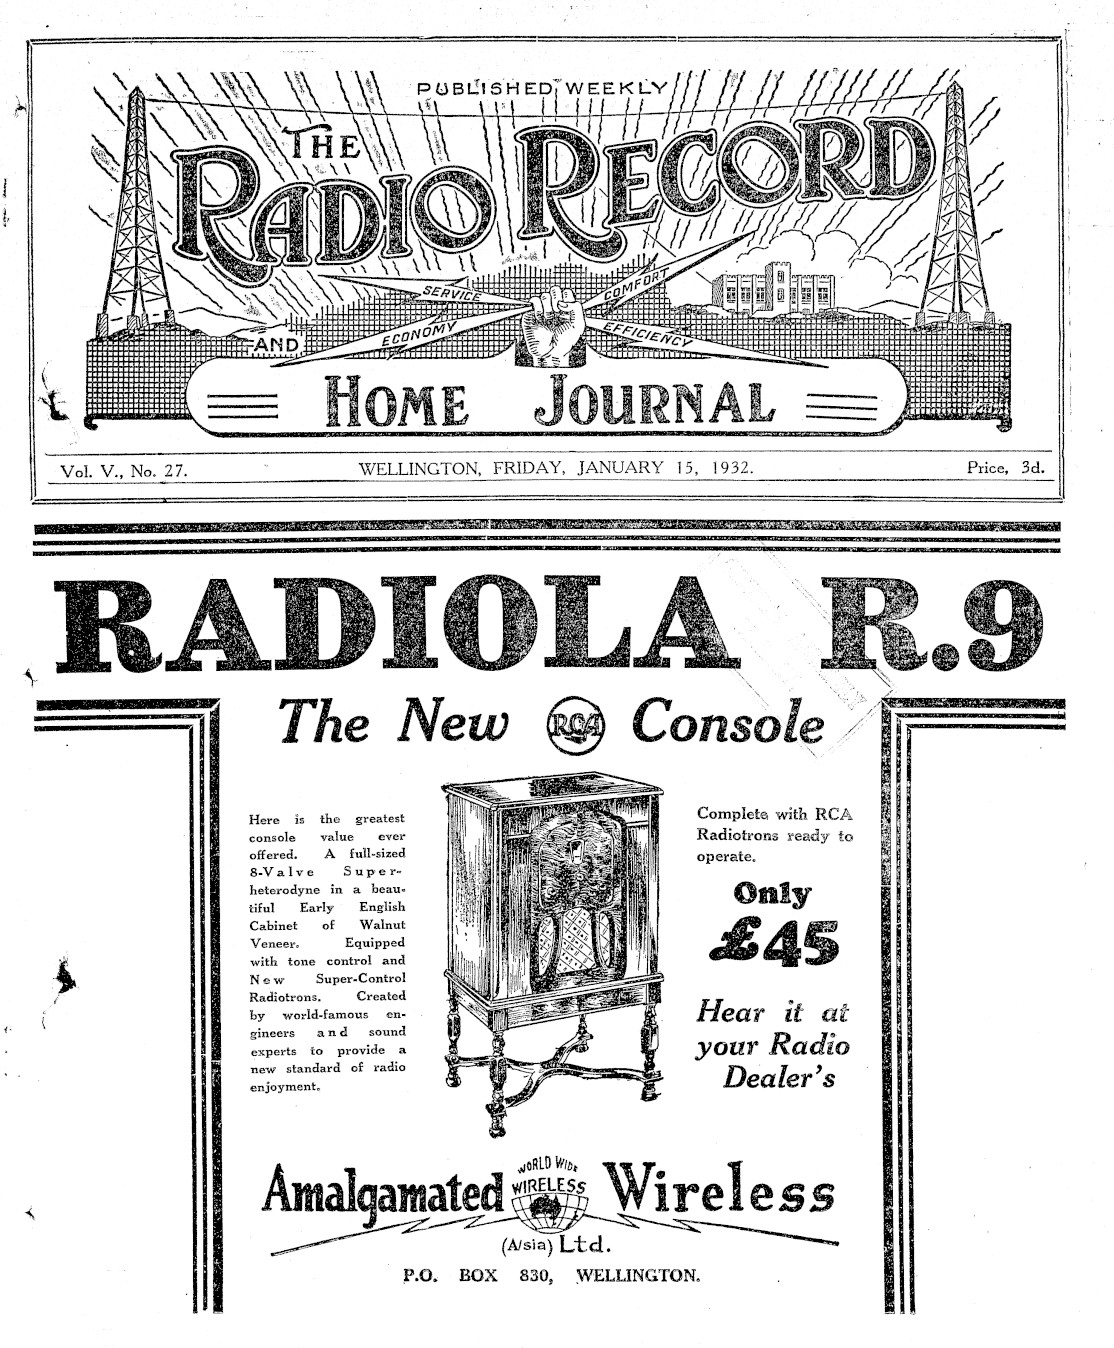 PUBLISHED WEEKLY
THE
RADIO RECORD
SERVICE
COMFORT
ECONOMY
EFFICIENCY
AND
HOME JOURNAL
Vol. V., No. 27.
WELLINGTON, FRIDAY, JANUARY 15, 1932.
Price, 3d.
RADIOLA R.9
The New RCA Console
Here is the greatest
console value ever
offered. A full-sized
8-Valve Super-
heterodyne in a beau-
tiful Early English
Cabinet of Walnut
Veneer. Equipped
with tone control and
New Super-Control
Radiotrons. Created
by world-famous en-
gineers and sound
experts to provide a
new standard of radio
enjoyment.
Complete with RCA
Radiotrons ready to
operate.
Only
£45
Hear it at
your Radio
Dealer's
Amalgamated Wireless
WORLD WIDE
WIRELESS
(A/sia) Ltd.
P.O. BOX 830, WELLINGTON.